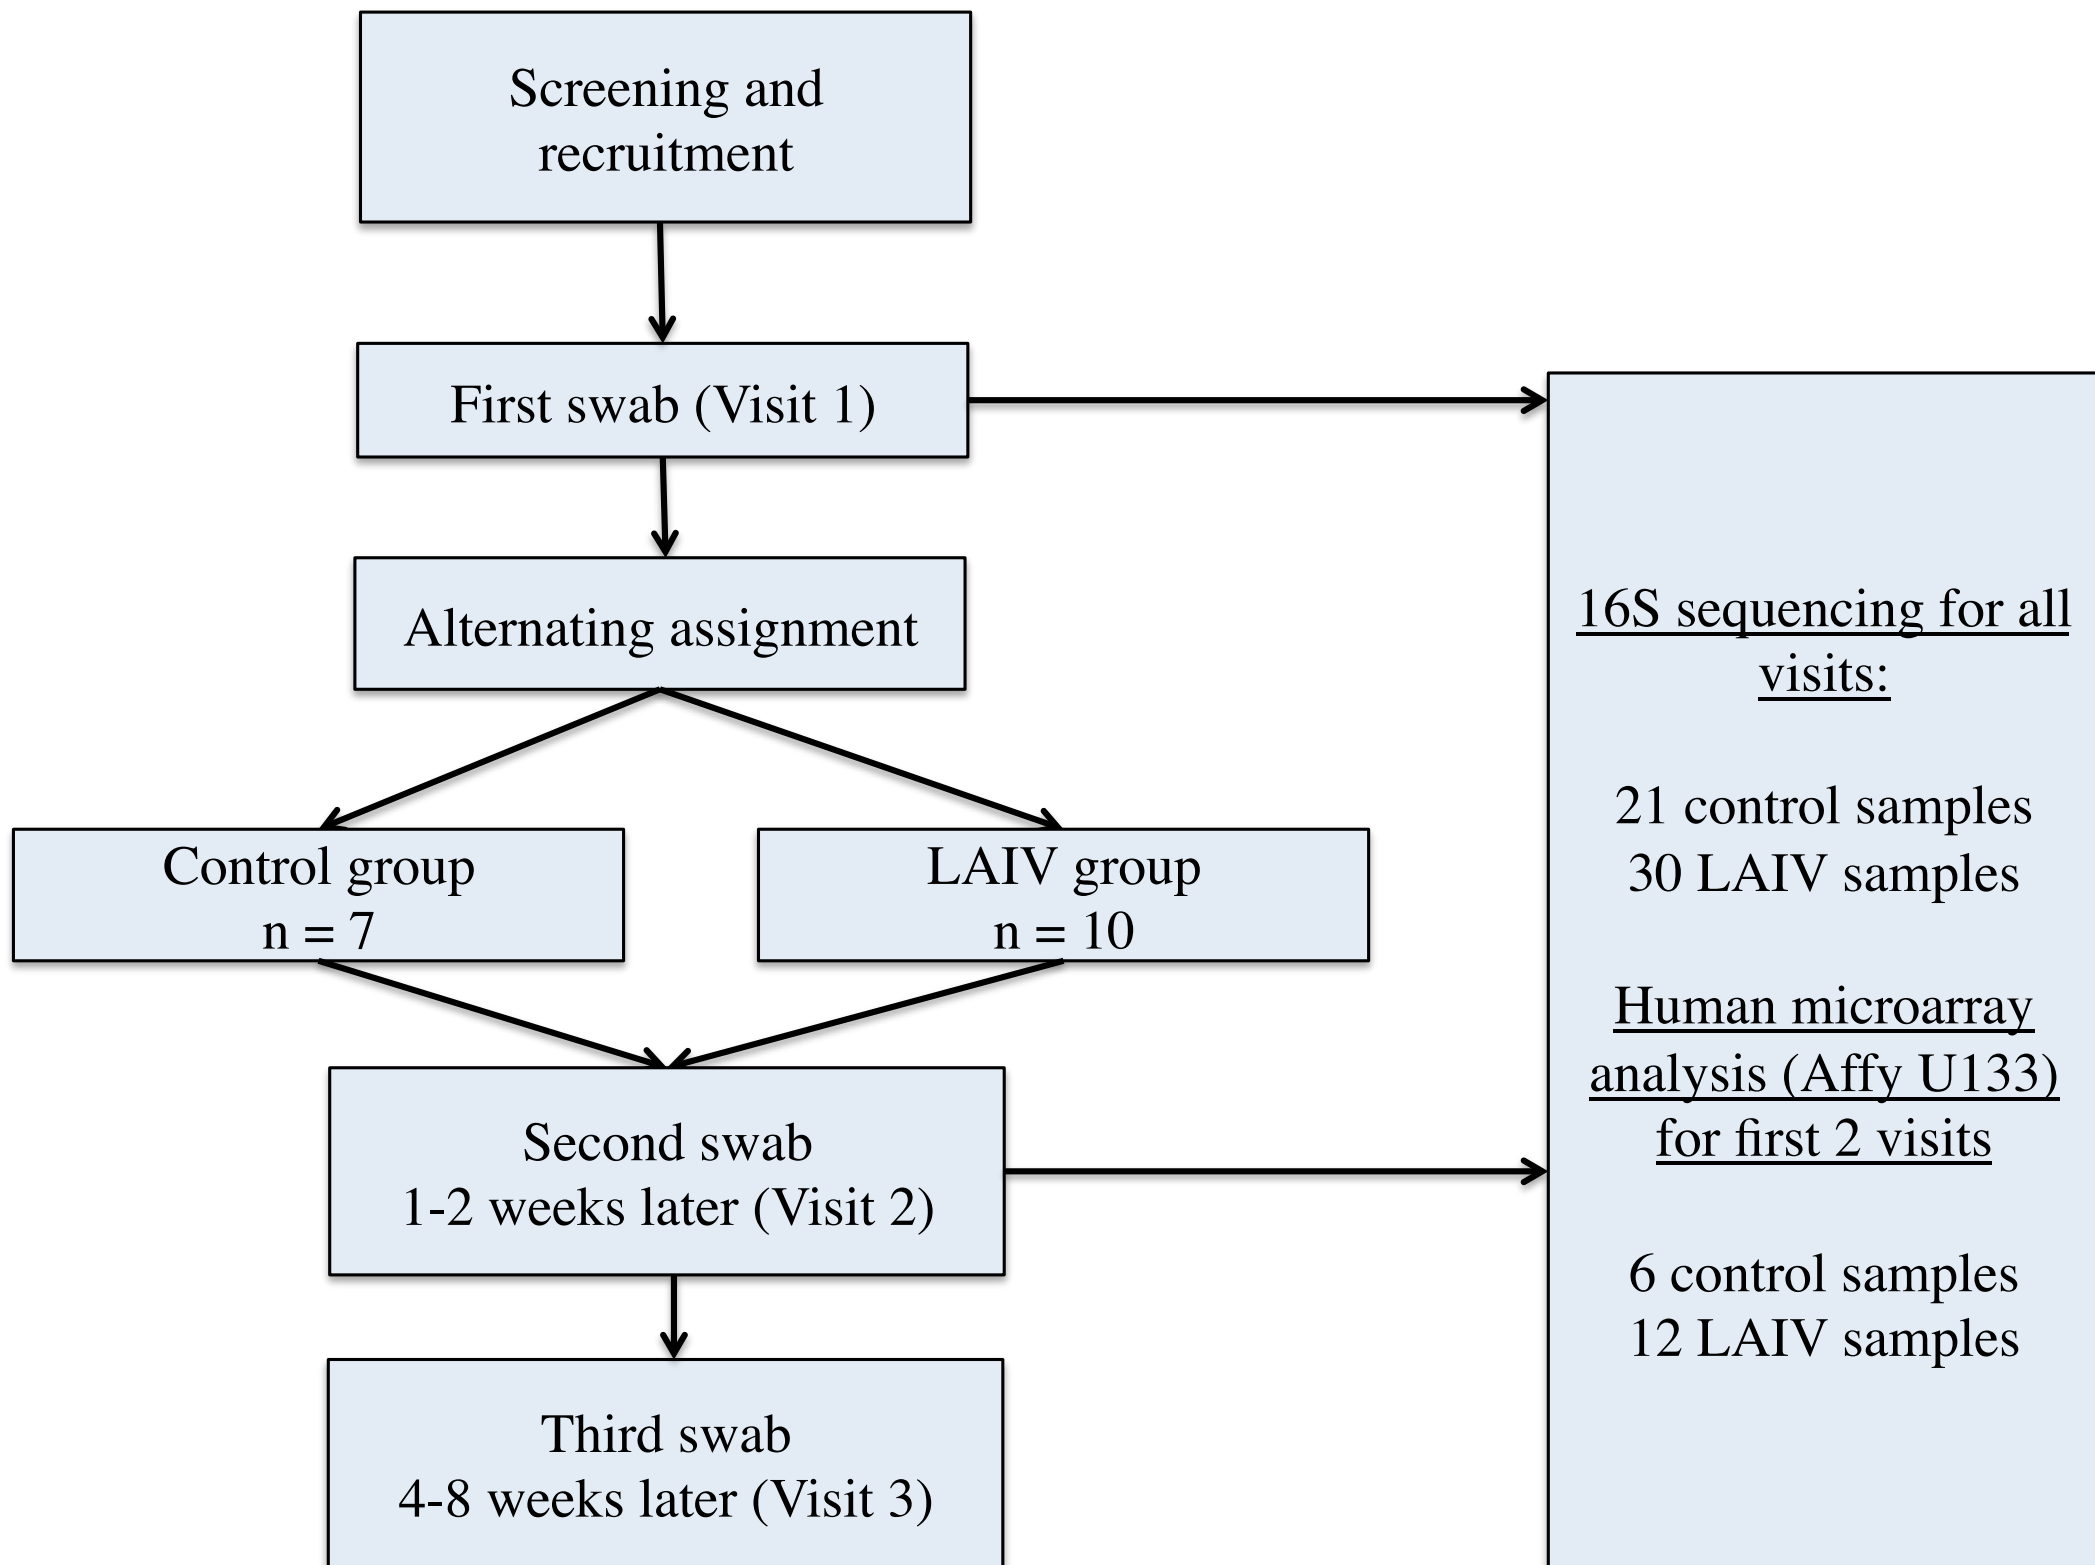 Screening and
recruitment
First swab (Visit 1)
Alternating assignment
Control group
n = 7
LAIV group
n = 10
Second swab
1-2 weeks later (Visit 2)
Third swab
4-8 weeks later (Visit 3)
16S sequencing for all
visits:
21 control samples
30 LAIV samples
Human microarray
analysis (Affy U133)
for first 2 visits
6 control samples
12 LAIV samples